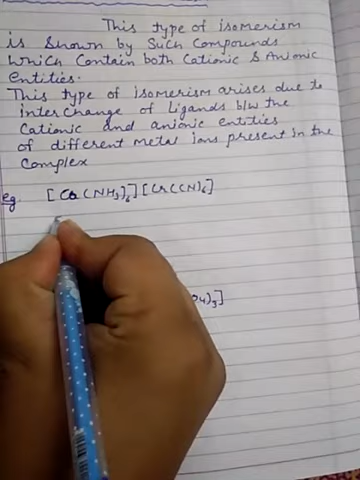 This type of isomerism
is shown by such compounds
which contain both Cationic & Anionic
entities.
This type of isomerism arises due to
interchange of Ligands b/w the
Cationic and anionic entities
of different metal ions present in the
Complex
eg [Co(NH3)6][Cr(CN)6]
)3]